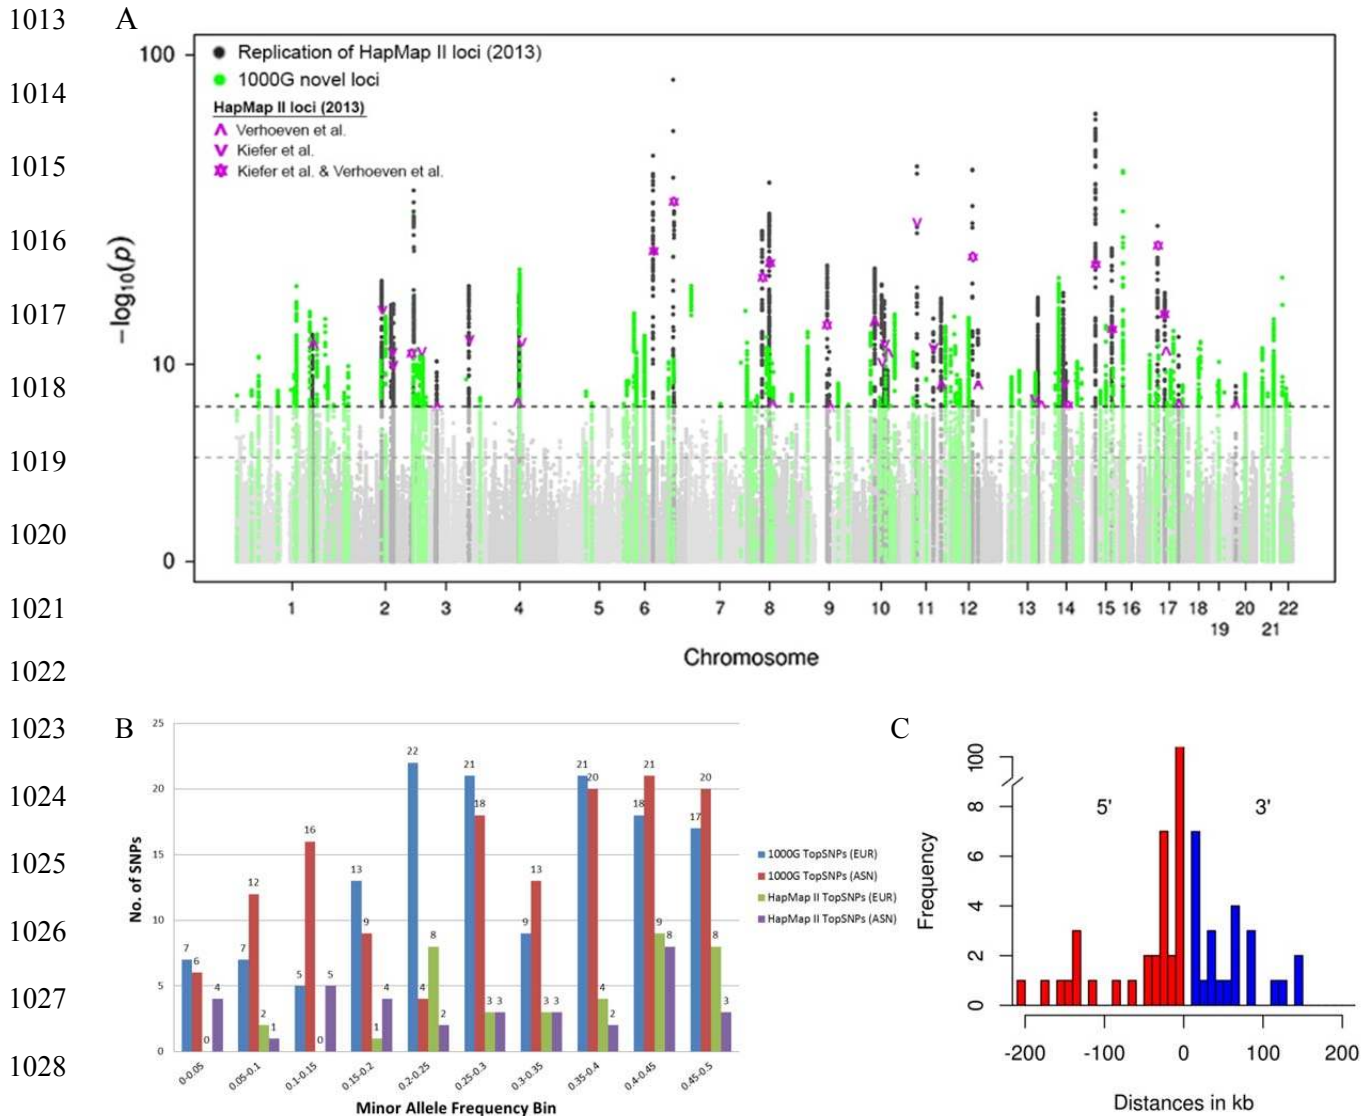 1013
A
100
Replication of HapMap II loci (2013)
1000G novel loci
HapMap II loci (2013)
Verhoeven et al.
Kiefer et al.
Kiefer et al. & Verhoeven et al.
1014
1015
1016
−log10(p)
1017
10
1018
1019
1020
0
1021
1 2 3 4 5 6 7 8 9 10 11 12 13 14 15 16 17 18 20 22
19 21
Chromosome
1022
1023
B
C
25
20
15
10
5
0
No. of SNPs
7 6 0 4
7 12 2 1
5 16 0 5
13 9 1 4
22 4 8 2
21 18 3 3
9 13 3 3
21 20 4 2
18 21 9 8
17 20 8 3
0-0.05 0.05-0.1 0.1-0.15 0.15-0.2 0.2-0.25 0.25-0.3 0.3-0.35 0.35-0.4 0.4-0.45 0.45-0.5
Minor Allele Frequency Bin
1000G TopSNPs (EUR)
1000G TopSNPs (ASN)
HapMap II TopSNPs (EUR)
HapMap II TopSNPs (ASN)
1024
1025
1026
1027
1028
100
8
6
4
2
0
Frequency
5' 3'
-200 -100 0 100 200
Distances in kb